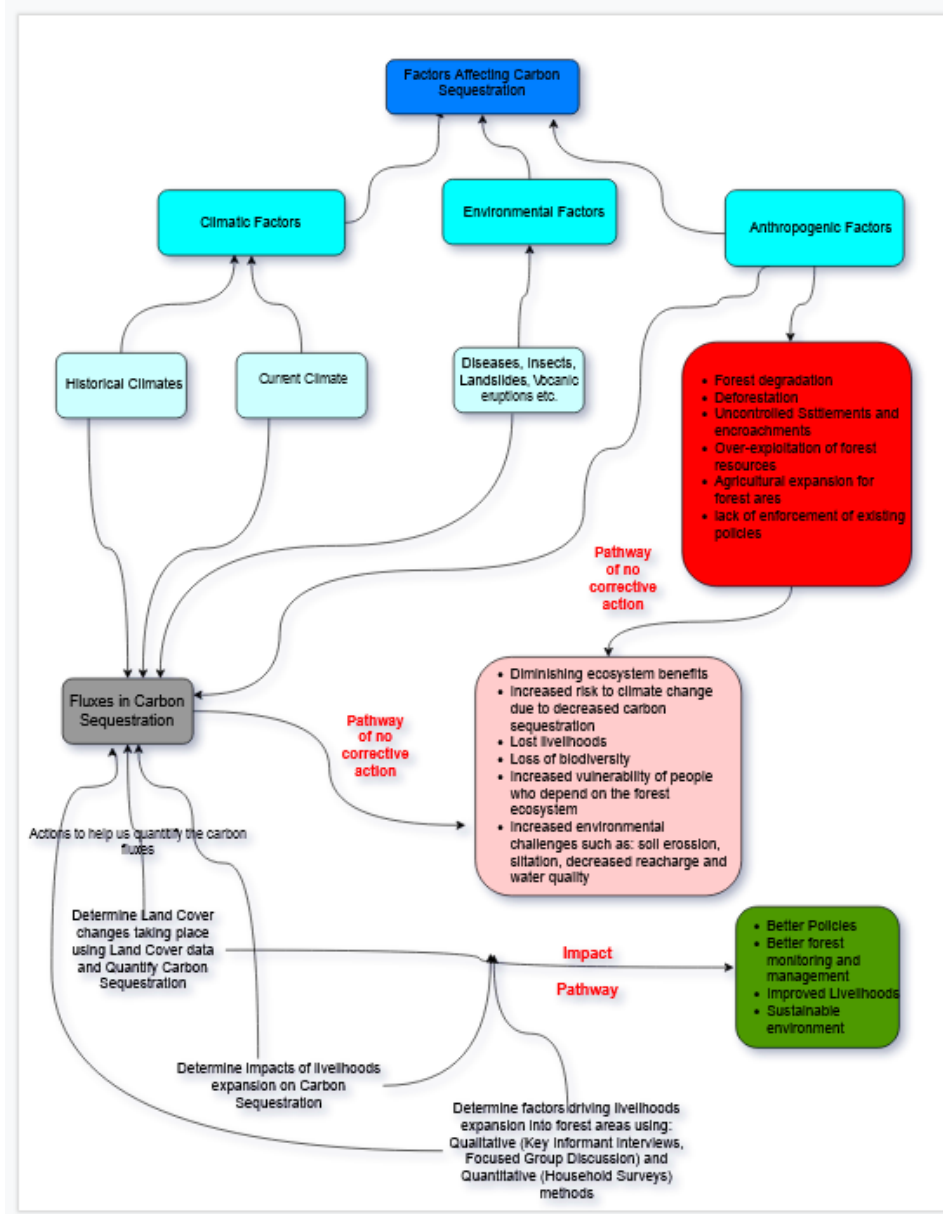 Factors Affecting Carbon
Sequestration
Climatic Factors
Environmental Factors
Anthropogenic Factors
Historical Climates
Current Climate
Diseases, Insects,
Landslides, Vocanic
eruptions etc.
• Forest degradation
• Deforestation
• Uncontrolled Ssttlements and
encroachments
• Over-exploitation of forest
resources
• Agricultural expansion for
forest ares
• lack of enforcement of existing
policies
Pathway
of no
corrective
action
Fluxes in Carbon
Sequestration
Pathway
of no
corrective
action
• Diminishing ecosystem benefits
• Increased risk to climate change
due to decreased carbon
sequestration
• Lost livelihoods
• Loss of biodiversity
• Increased vulnerability of people
who depend on the forest
ecosystem
• Increased environmental
challenges such as: soil erossion,
siltation, decreased reacharge and
water quality
Actions to help us quantify the carbon
fluxes
Determine Land Cover
changes taking place
using Land Cover data
and Quantify Carbon
Sequestration
Impact
Pathway
• Better Policies
• Better forest
monitoring and
management
• Improved Livelihoods
• Sustainable
environment
Determine impacts of livelihoods
expansion on Carbon
Sequestration
Determine factors driving livelihoods
expansion into forest areas using:
Qualitative (Key Informant Interviews,
Focused Group Discussion) and
Quantitative (Household Surveys)
methods